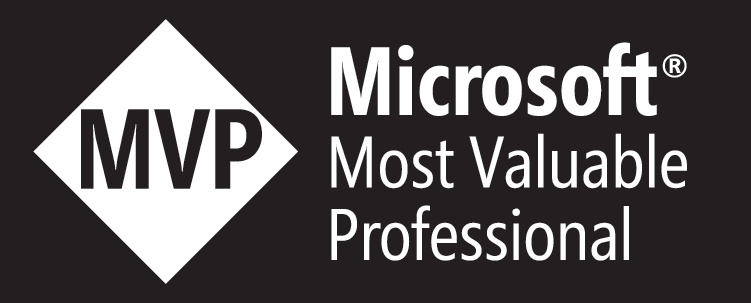 MVP
Microsoft®
Most Valuable
Professional